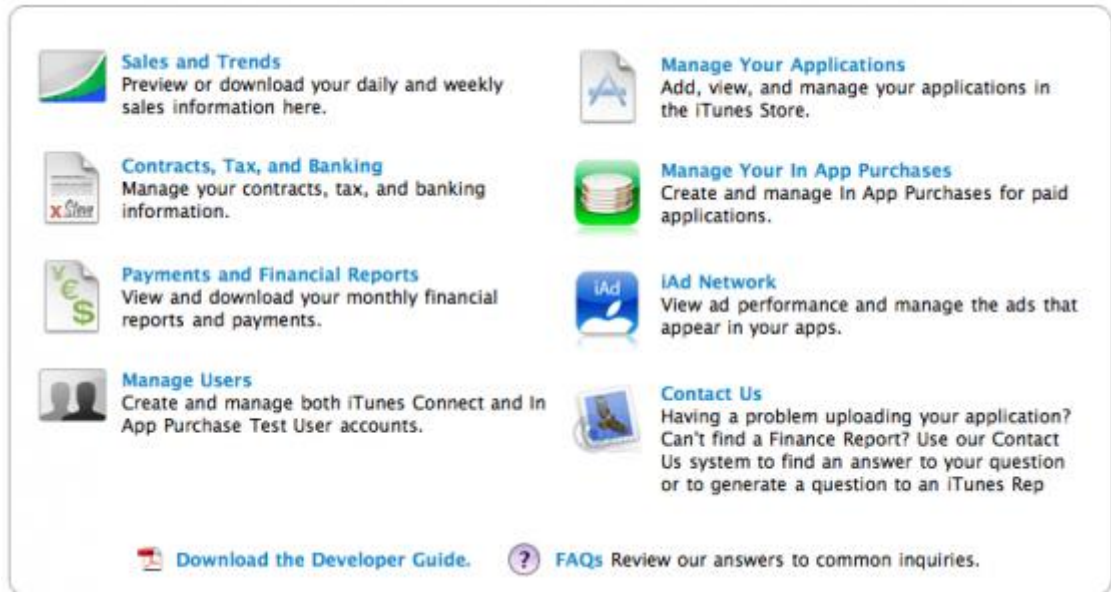 Sales and Trends
Preview or download your daily and weekly
sales information here.
Contracts, Tax, and Banking
Manage your contracts, tax, and banking
information.
x Steve
Payments and Financial Reports
View and download your monthly financial
reports and payments.
¥€$
Manage Users
Create and manage both iTunes Connect and In
App Purchase Test User accounts.
Manage Your Applications
Add, view, and manage your applications in
the iTunes Store.
Manage Your In App Purchases
Create and manage In App Purchases for paid
applications.
iAd
iAd Network
View ad performance and manage the ads that
appear in your apps.
Contact Us
Having a problem uploading your application?
Can't find a Finance Report? Use our Contact
Us system to find an answer to your question
or to generate a question to an iTunes Rep
Download the Developer Guide.
? FAQs Review our answers to common inquiries.